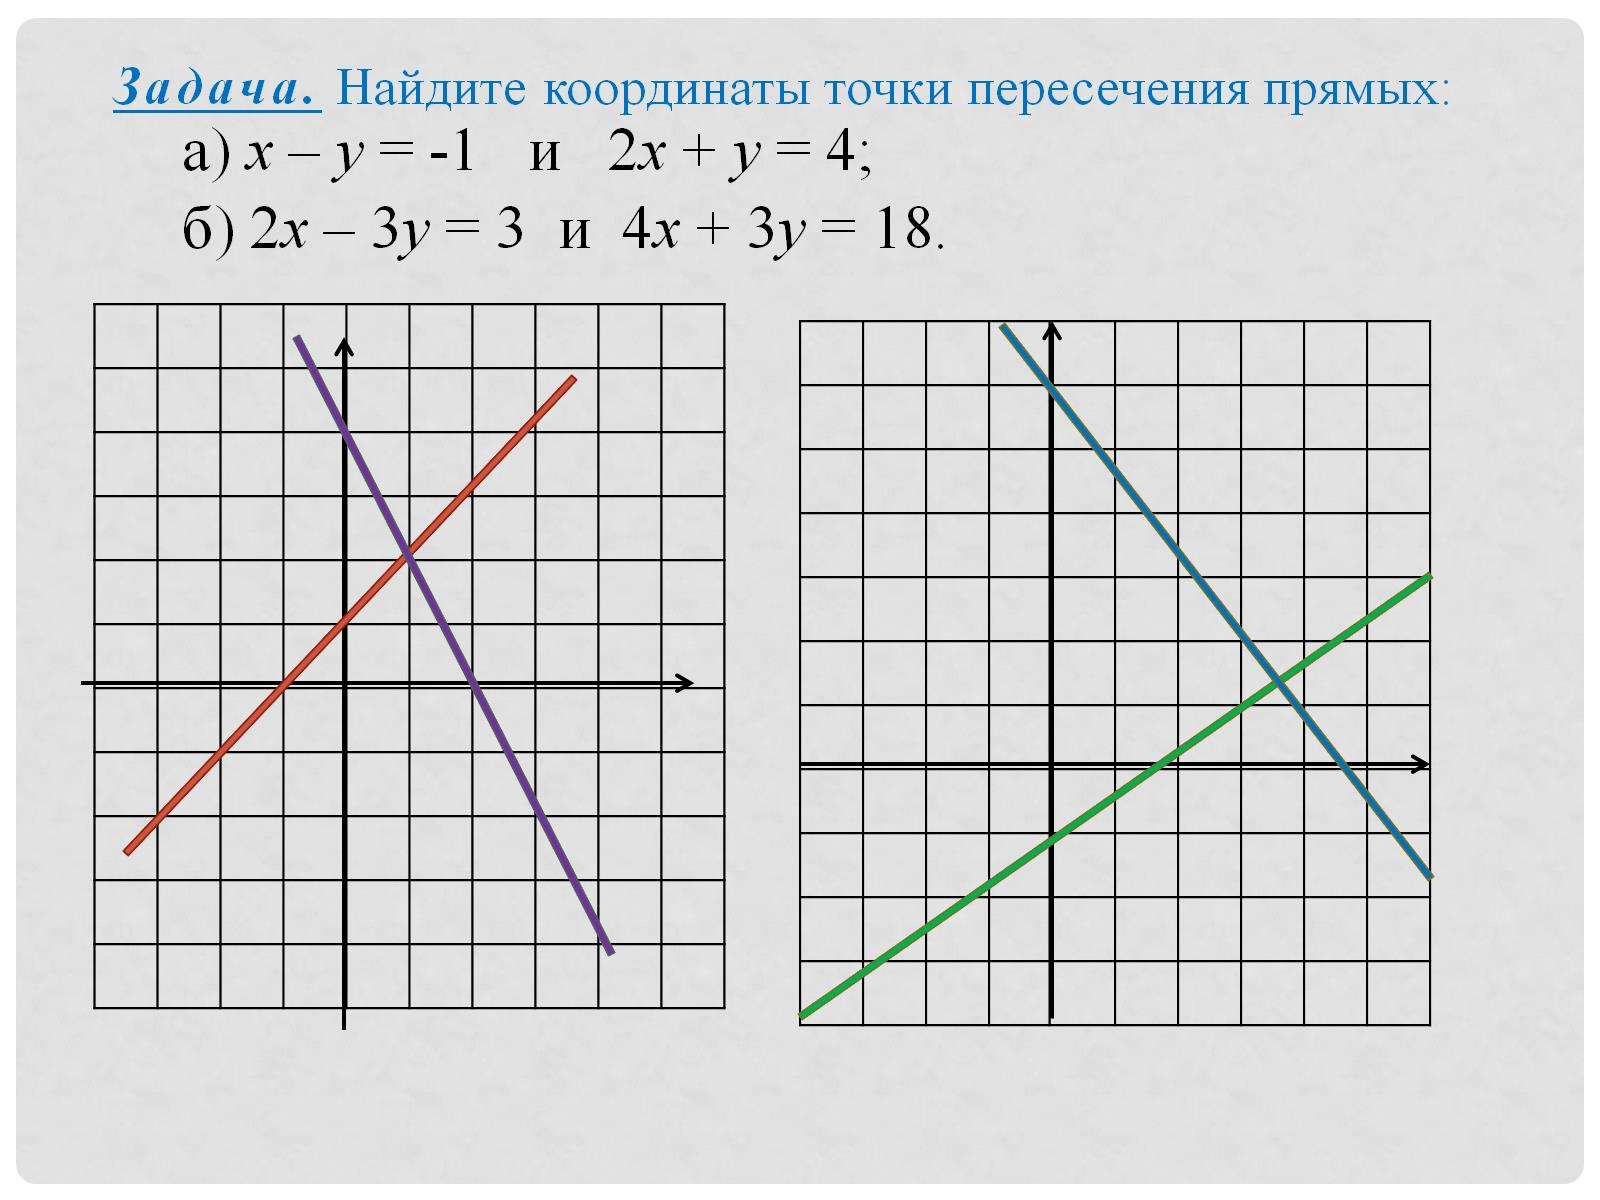 Задача. Найдите координаты точки пересечения прямых:
а) x – y = -1 и 2x + y = 4;
б) 2x – 3y = 3 и 4x + 3y = 18.